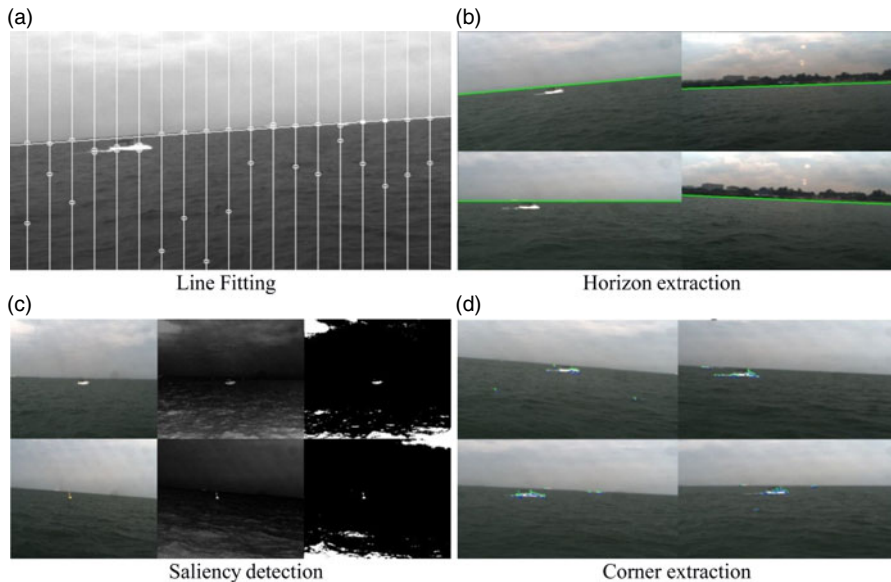 (a)
(b)
Line Fitting
Horizon extraction
(c)
(d)
Saliency detection
Corner extraction